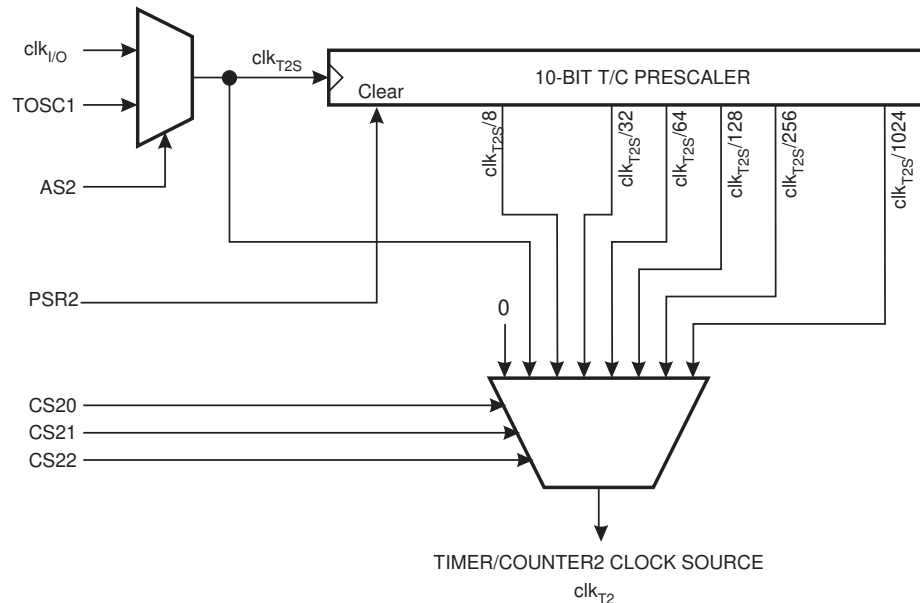 clkI/O
TOSC1
AS2
PSR2
clkT2S
10-BIT T/C PRESCALER
Clear
clkT2S/8
clkT2S/32
clkT2S/64
clkT2S/128
clkT2S/256
clkT2S/1024
0
CS20
CS21
CS22
TIMER/COUNTER2 CLOCK SOURCE
clkT2